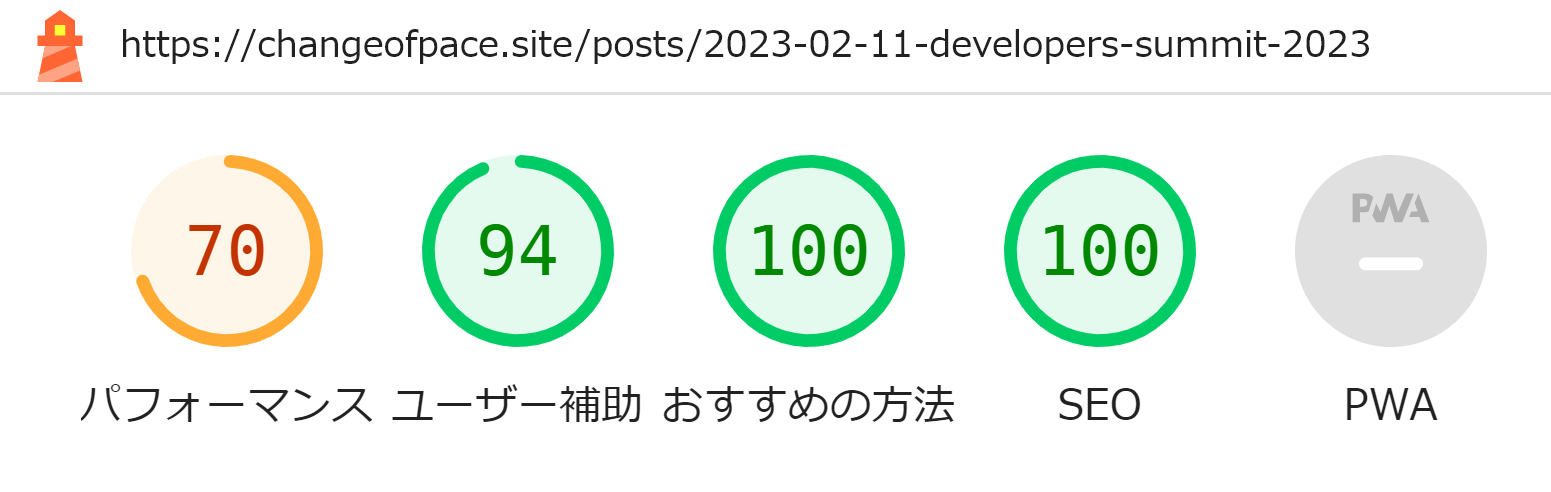 https://changeofpace.site/posts/2023-02-11-developers-summit-2023
70 94 100 100 PWA
パフォーマンス ユーザー補助 おすすめの方法 SEO PWA